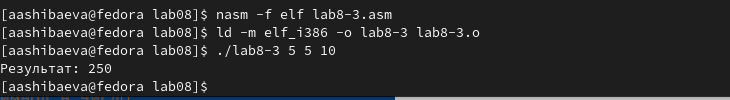 [aashibaeva@fedora lab08]$ nasm -f elf lab8-3.asm
[aashibaeva@fedora lab08]$ ld -m elf_i386 -o lab8-3 lab8-3.o
[aashibaeva@fedora lab08]$ ./lab8-3 5 5 10
Результат: 250
[aashibaeva@fedora lab08]$